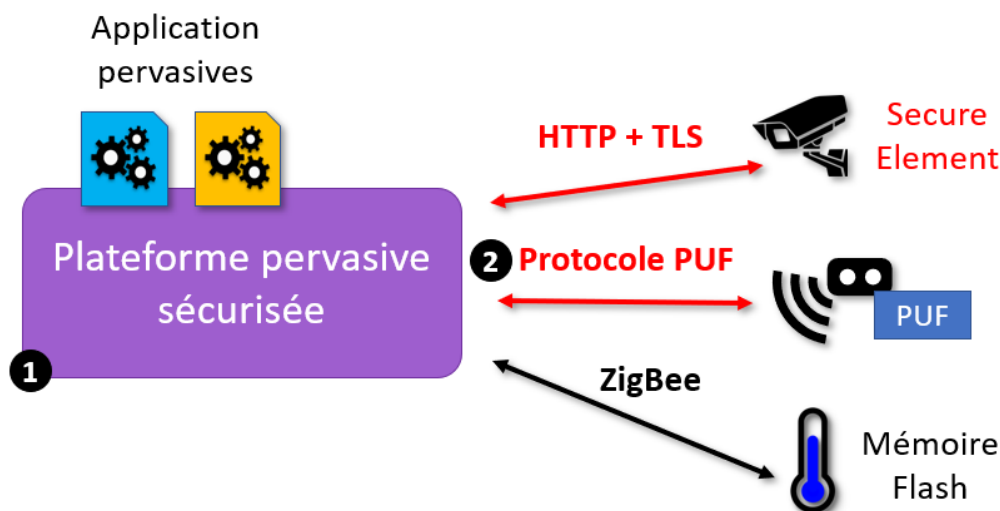 Application
pervasives
HTTP + TLS
Secure
Element
Plateforme pervasive
sécurisée
1
2
Protocole PUF
PUF
ZigBee
Mémoire
Flash